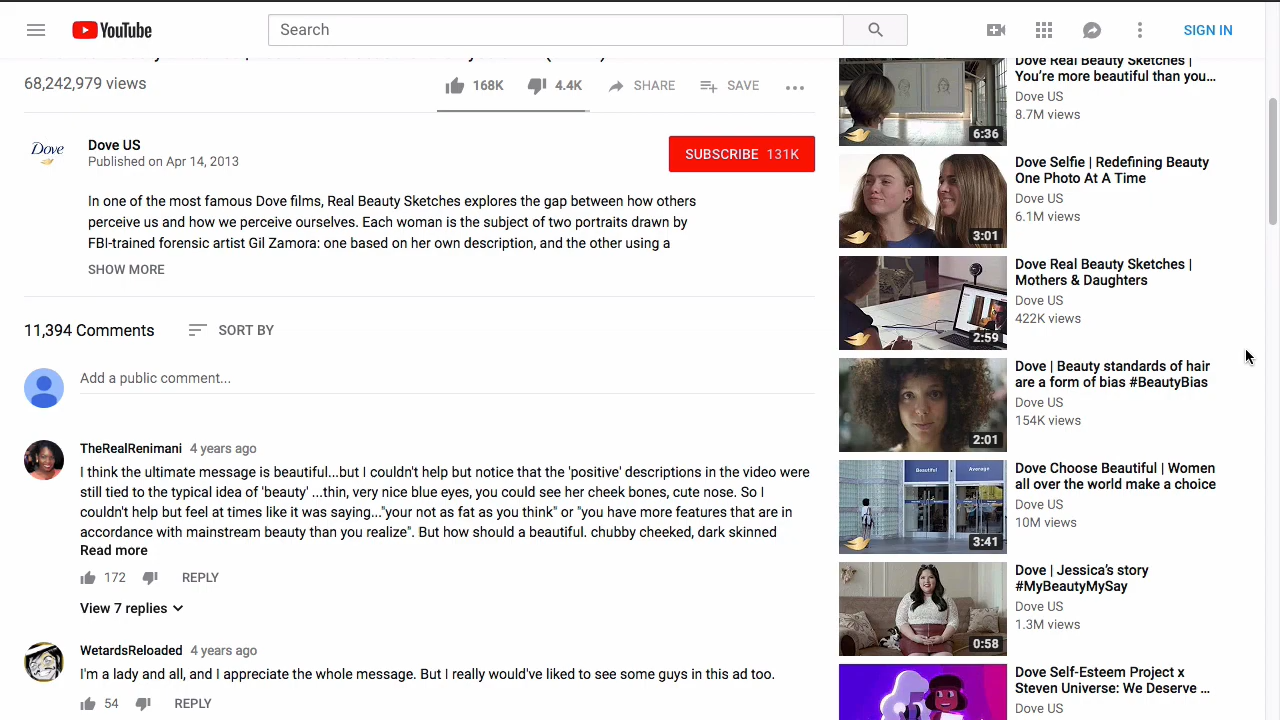 YouTube
Search
SIGN IN
68,242,979 views
168K
4.4K
SHARE
SAVE
Dove
Dove US
Published on Apr 14, 2013
SUBSCRIBE 131K
In one of the most famous Dove films, Real Beauty Sketches explores the gap between how others
perceive us and how we perceive ourselves. Each woman is the subject of two portraits drawn by
FBI-trained forensic artist Gil Zamora: one based on her own description, and the other using a
SHOW MORE
11,394 Comments
SORT BY
Add a public comment...
TheRealRenimani 4 years ago
I think the ultimate message is beautiful...but I couldn't help but notice that the 'positive' descriptions in the video were
still tied to the typical idea of 'beauty' ...thin, very nice blue eyes, you could see her cheek bones, cute nose. So I
couldn't help but feel at times like it was saying..."your not as fat as you think" or "you have more features that are in
accordance with mainstream beauty than you realize". But how should a beautiful. chubby cheeked, dark skinned
Read more
172
REPLY
View 7 replies
WetardsReloaded 4 years ago
I'm a lady and all, and I appreciate the whole message. But I really would've liked to see some guys in this ad too.
54
REPLY
Dove Real Beauty Sketches |
You're more beautiful than you...
Dove US
8.7M views
6:36
Dove Selfie | Redefining Beauty
One Photo At A Time
Dove US
6.1M views
3:01
Dove Real Beauty Sketches |
Mothers & Daughters
Dove US
422K views
2:59
Dove | Beauty standards of hair
are a form of bias #BeautyBias
Dove US
154K views
2:01
Beautiful
Average
Dove Choose Beautiful | Women
all over the world make a choice
Dove US
10M views
3:41
Dove | Jessica's story
#MyBeautyMySay
Dove US
1.3M views
0:58
Dove Self-Esteem Project x
Steven Universe: We Deserve ...
Dove US